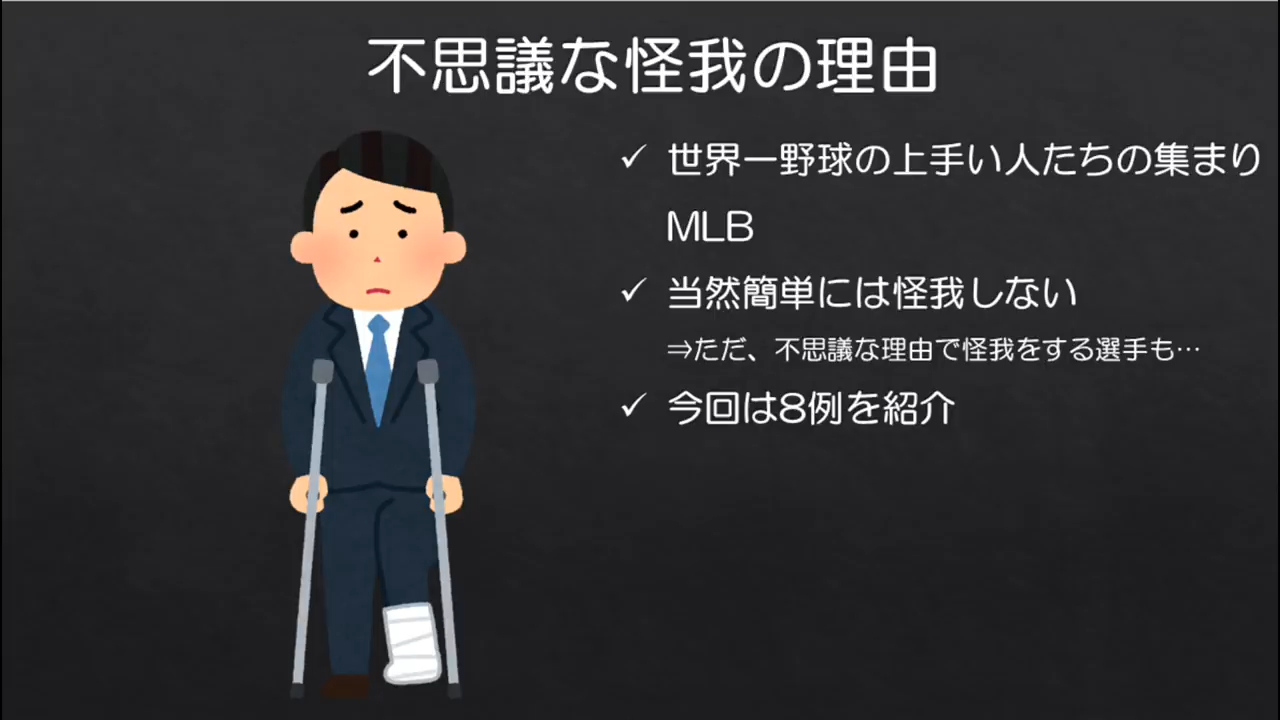 不思議な怪我の理由
✓ 世界一野球の上手い人たちの集まり
MLB
✓ 当然簡単には怪我しない
⇒ただ、不思議な理由で怪我をする選手も…
✓ 今回は8例を紹介